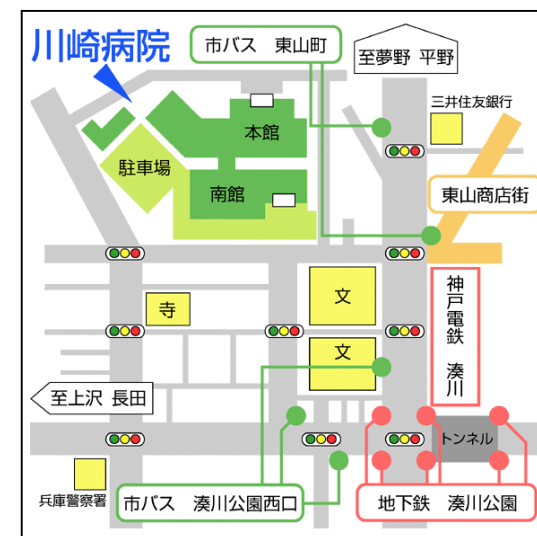 川崎病院
市バス 東山町
至夢野 平野
三井住友銀行
本館
駐車場
南館
東山商店街
神戸電鉄 湊川
文
寺
文
至上沢 長田
トンネル
兵庫警察署
市バス 湊川公園西口
地下鉄 湊川公園